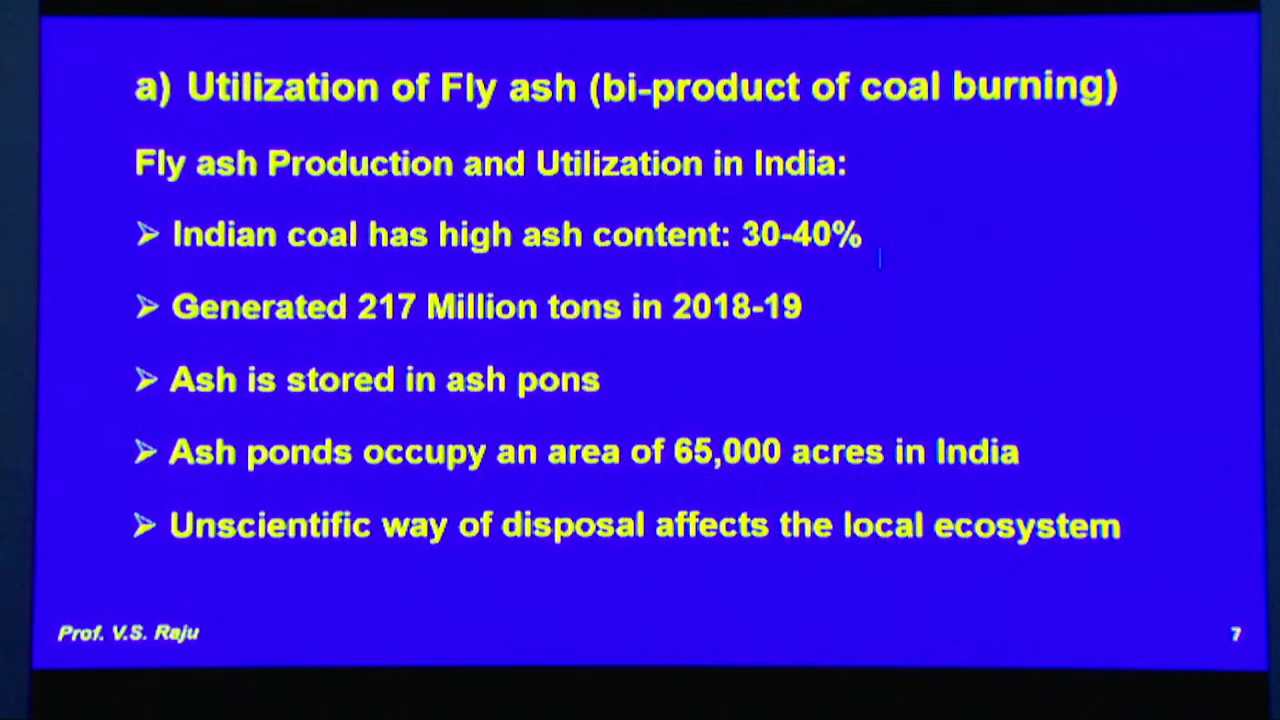 a) Utilization of Fly ash (bi-product of coal burning)
Fly ash Production and Utilization in India:
➢ Indian coal has high ash content: 30-40%
➢ Generated 217 Million tons in 2018-19
➢ Ash is stored in ash pons
➢ Ash ponds occupy an area of 65,000 acres in India
➢ Unscientific way of disposal affects the local ecosystem
Prof. V.S. Raju
7